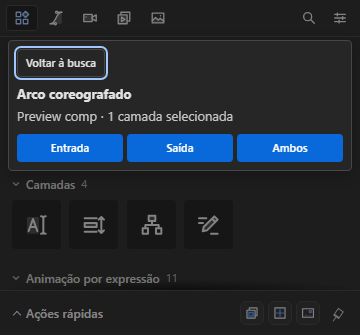 Voltar à busca
Arco coreografado
Preview comp · 1 camada selecionada
Entrada Saída Ambos
Camadas 4
Animação por expressão 11
Ações rápidas